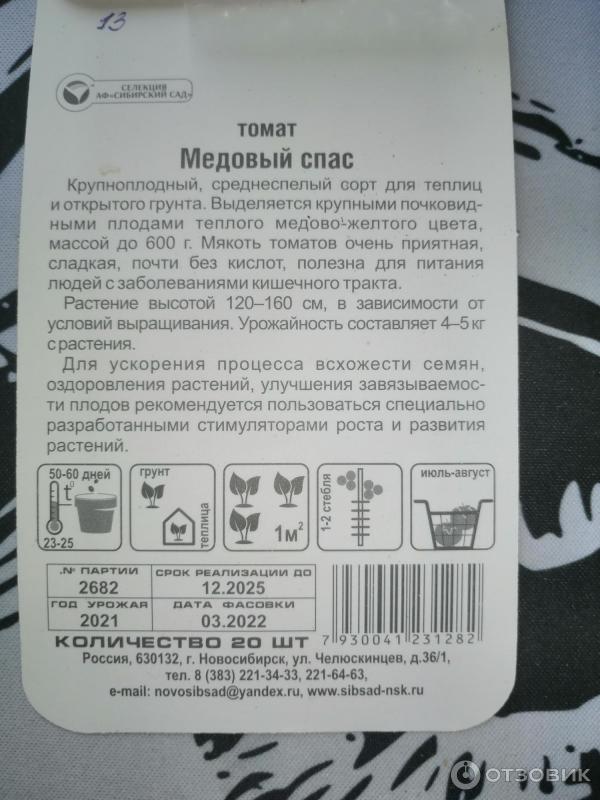 13
СЕЛЕКЦИЯ
АФ«СИБИРСКИЙ САД»
томат
Медовый спас
Крупноплодный, среднеспелый сорт для теплиц
и открытого грунта. Выделяется крупными почковид-
ными плодами теплого медово-желтого цвета,
массой до 600 г. Мякоть томатов очень приятная,
сладкая, почти без кислот, полезна для питания
людей с заболеваниями кишечного тракта.
Растение высотой 120–160 см, в зависимости от
условий выращивания. Урожайность составляет 4–5 кг
с растения.
Для ускорения процесса всхожести семян,
оздоровления растений, улучшения завязываемос-
ти плодов рекомендуется пользоваться специально
разработанными стимуляторами роста и развития
растений.
50-60 дней
t°
23-25
грунт
теплица
1м²
1-2 стебля
июль-август
№ ПАРТИИ
2682
СРОК РЕАЛИЗАЦИИ ДО
12.2025
ГОД УРОЖАЯ
2021
ДАТА ФАСОВКИ
03.2022
КОЛИЧЕСТВО 20 ШТ
7 930041 231282
Россия, 630132, г. Новосибирск, ул. Челюскинцев, д.36/1,
тел. 8 (383) 221-34-33, 221-64-63,
e-mail: novosibsad@yandex.ru, www.sibsad-nsk.ru
ОТЗОВИК